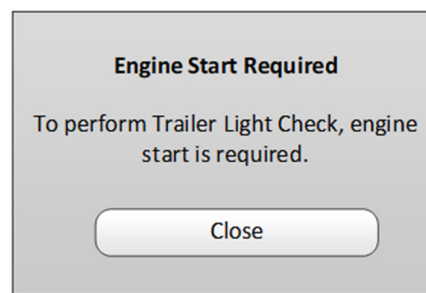 Engine Start Required
To perform Trailer Light Check, engine
start is required.
Close